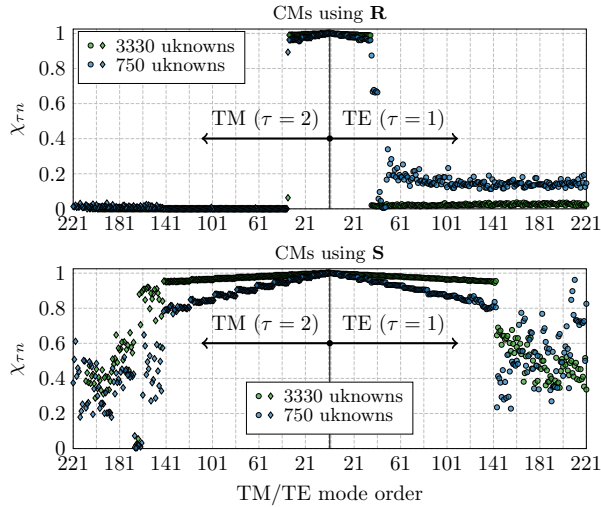 CMs using R
3330 uknowns
750 uknowns
1
0.8
0.6
0.4
0.2
0
χτn
TM (τ = 2) TE (τ = 1)
221 181 141 101 61 21 61 101 141 181 221
CMs using S
1
0.8
0.6
0.4
0.2
0
χτn
TM (τ = 2) TE (τ = 1)
3330 uknowns
750 uknowns
221 181 141 101 61 21 61 101 141 181 221
TM/TE mode order